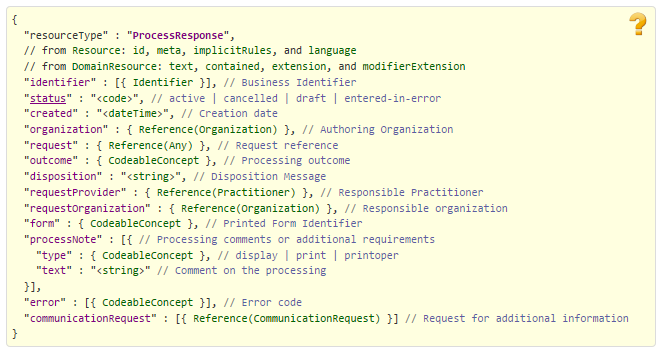 {
  "resourceType" : "ProcessResponse",
  // from Resource: id, meta, implicitRules, and language
  // from DomainResource: text, contained, extension, and modifierExtension
  "identifier" : [{ Identifier }], // Business Identifier
  "status" : "<code>", // active | cancelled | draft | entered-in-error
  "created" : "<dateTime>", // Creation date
  "organization" : { Reference(Organization) }, // Authoring Organization
  "request" : { Reference(Any) }, // Request reference
  "outcome" : { CodeableConcept }, // Processing outcome
  "disposition" : "<string>", // Disposition Message
  "requestProvider" : { Reference(Practitioner) }, // Responsible Practitioner
  "requestOrganization" : { Reference(Organization) }, // Responsible organization
  "form" : { CodeableConcept }, // Printed Form Identifier
  "processNote" : [{ // Processing comments or additional requirements
    "type" : { CodeableConcept }, // display | print | printoper
    "text" : "<string>" // Comment on the processing
  }],
  "error" : [{ CodeableConcept }], // Error code
  "communicationRequest" : [{ Reference(CommunicationRequest) }] // Request for additional information
}